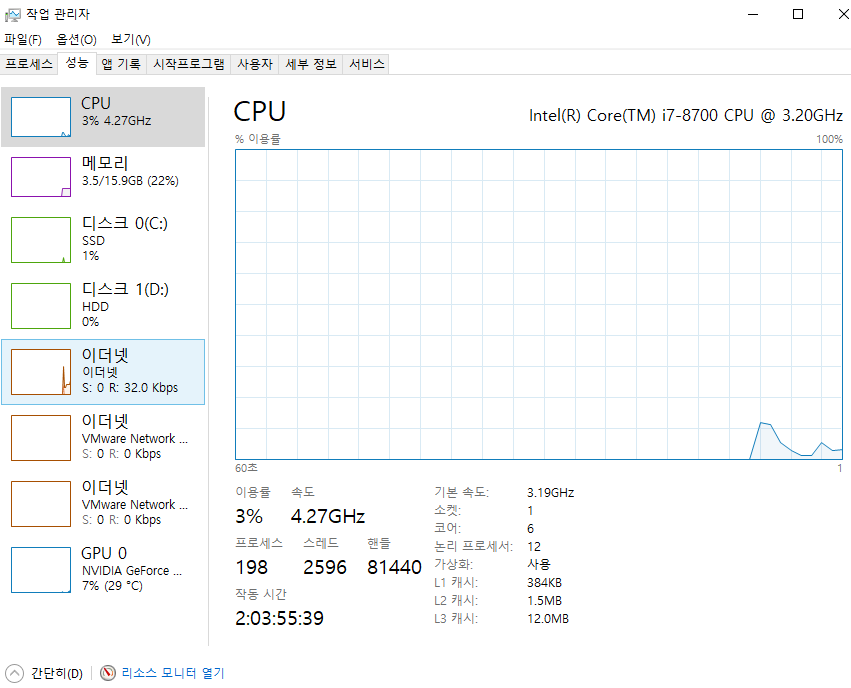 작업 관리자
파일(F) 옵션(O) 보기(V)
프로세스 성능 앱 기록 시작프로그램 사용자 세부 정보 서비스
CPU
3% 4.27GHz
메모리
3.5/15.9GB (22%)
디스크 0(C:)
SSD
1%
디스크 1(D:)
HDD
0%
이더넷
이더넷
S: 0 R: 32.0 Kbps
이더넷
VMware Network ...
S: 0 R: 0 Kbps
이더넷
VMware Network ...
S: 0 R: 0 Kbps
GPU 0
NVIDIA GeForce ...
7% (29 °C)
CPU Intel(R) Core(TM) i7-8700 CPU @ 3.20GHz
% 이용률 100%
60초 1
이용률 속도
3% 4.27GHz
프로세스 스레드 핸들
198 2596 81440
작동 시간
2:03:55:39
기본 속도: 3.19GHz
소켓: 1
코어: 6
논리 프로세서: 12
가상화: 사용
L1 캐시: 384KB
L2 캐시: 1.5MB
L3 캐시: 12.0MB
간단히(D) 리소스 모니터 열기